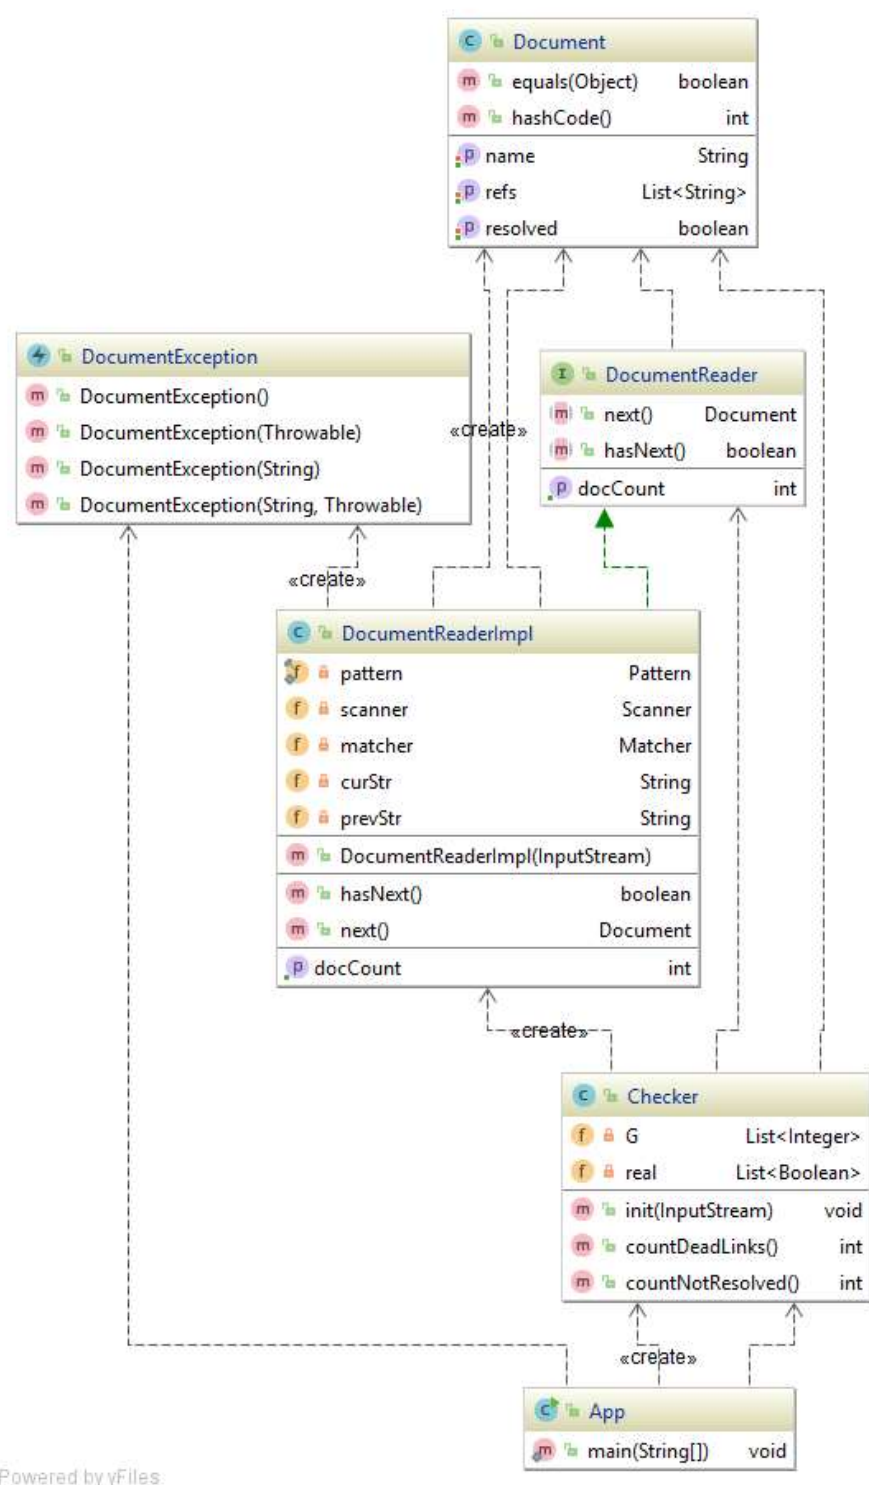 Document
equals(Object) boolean
hashCode() int
name String
refs List<String>
resolved boolean
DocumentException
DocumentException()
DocumentException(Throwable)
DocumentException(String)
DocumentException(String, Throwable)
«create»
DocumentReader
next() Document
hasNext() boolean
docCount int
«create»
DocumentReaderImpl
pattern Pattern
scanner Scanner
matcher Matcher
curStr String
prevStr String
DocumentReaderImpl(InputStream)
hasNext() boolean
next() Document
docCount int
«create»
Checker
G List<Integer>
real List<Boolean>
init(InputStream) void
countDeadLinks() int
countNotResolved() int
«create»
App
main(String[]) void
Powered by yFiles